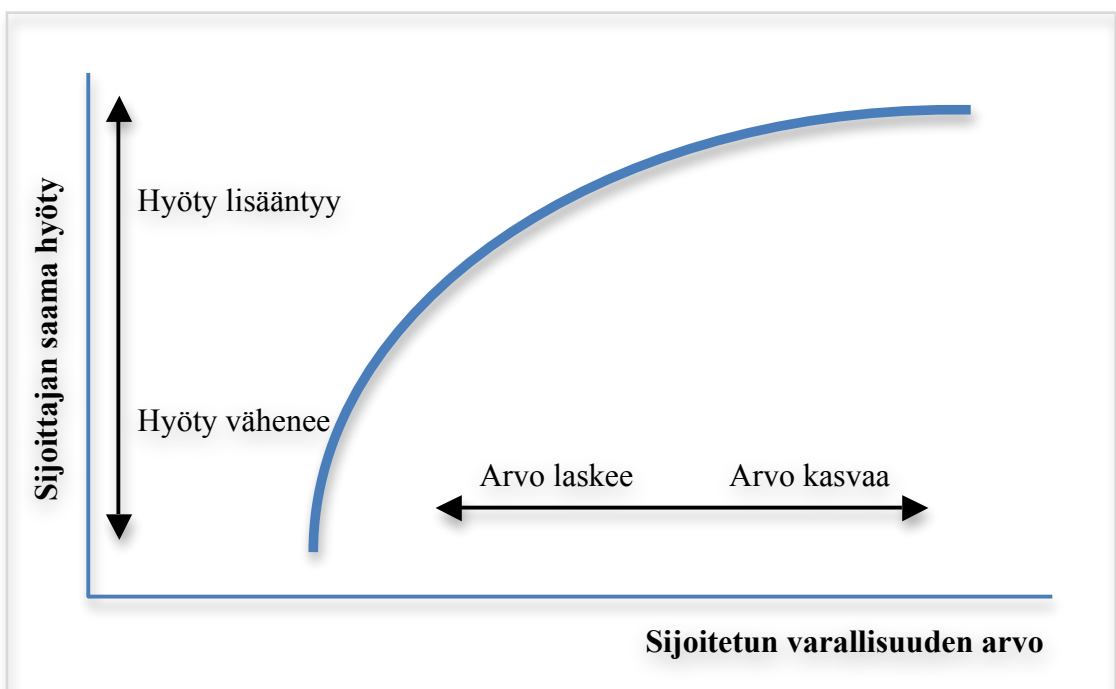 Sijoittajan saama hyöty
Hyöty lisääntyy
Hyöty vähenee
Arvo laskee
Arvo kasvaa
Sijoitetun varallisuuden arvo